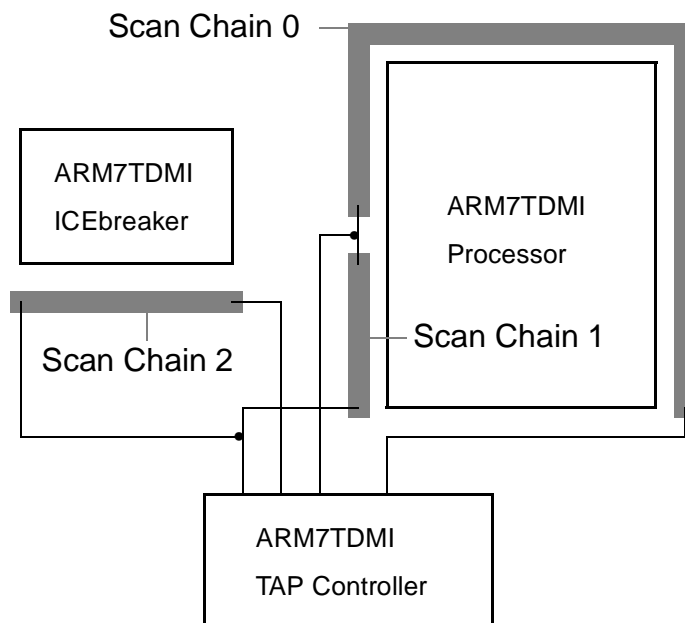 Scan Chain 0
ARM7TDMI
ICEbreaker
ARM7TDMI
Processor
Scan Chain 1
Scan Chain 2
ARM7TDMI
TAP Controller